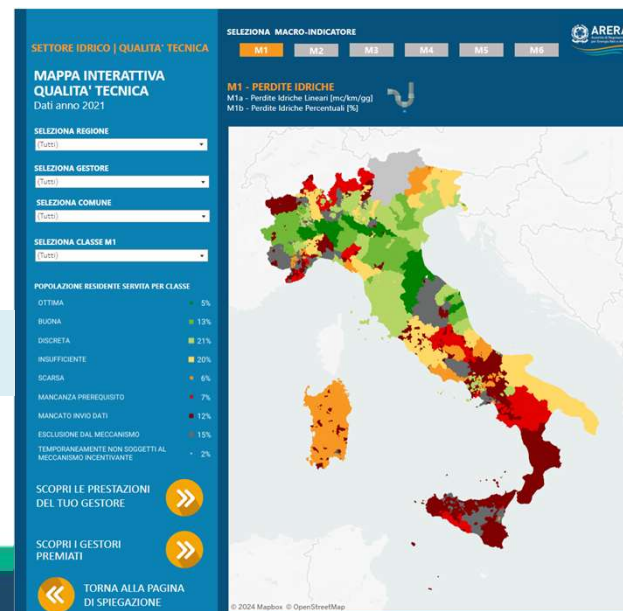 SETTORE IDRICO | QUALITA' TECNICA
MAPPA INTERATTIVA
QUALITA' TECNICA
Dati anno 2021
SELEZIONA REGIONE
(Tutti)
SELEZIONA GESTORE
(Tutti)
SELEZIONA COMUNE
(Tutti)
SELEZIONA CLASSE M1
(Tutti)
POPOLAZIONE RESIDENTE SERVITA PER CLASSE
OTTIMA 5%
BUONA 13%
DISCRETA 21%
INSUFFICIENTE 20%
SCARSA 6%
MANCANZA PREREQUISITO 7%
MANCATO INVIO DATI 12%
ESCLUSIONE DAL MECCANISMO 15%
TEMPORANEAMENTE NON SOGGETTI AL
MECCANISMO INCENTIVANTE 2%
SCOPRI LE PRESTAZIONI
DEL TUO GESTORE
SCOPRI I GESTORI
PREMIATI
TORNA ALLA PAGINA
DI SPIEGAZIONE
SELEZIONA MACRO-INDICATORE
M1 M2 M3 M4 M5 M6
ARERA
M1 - PERDITE IDRICHE
M1a - Perdite Idriche Lineari [mc/km/gg]
M1b - Perdite Idriche Percentuali [%]
© 2024 Mapbox © OpenStreetMap